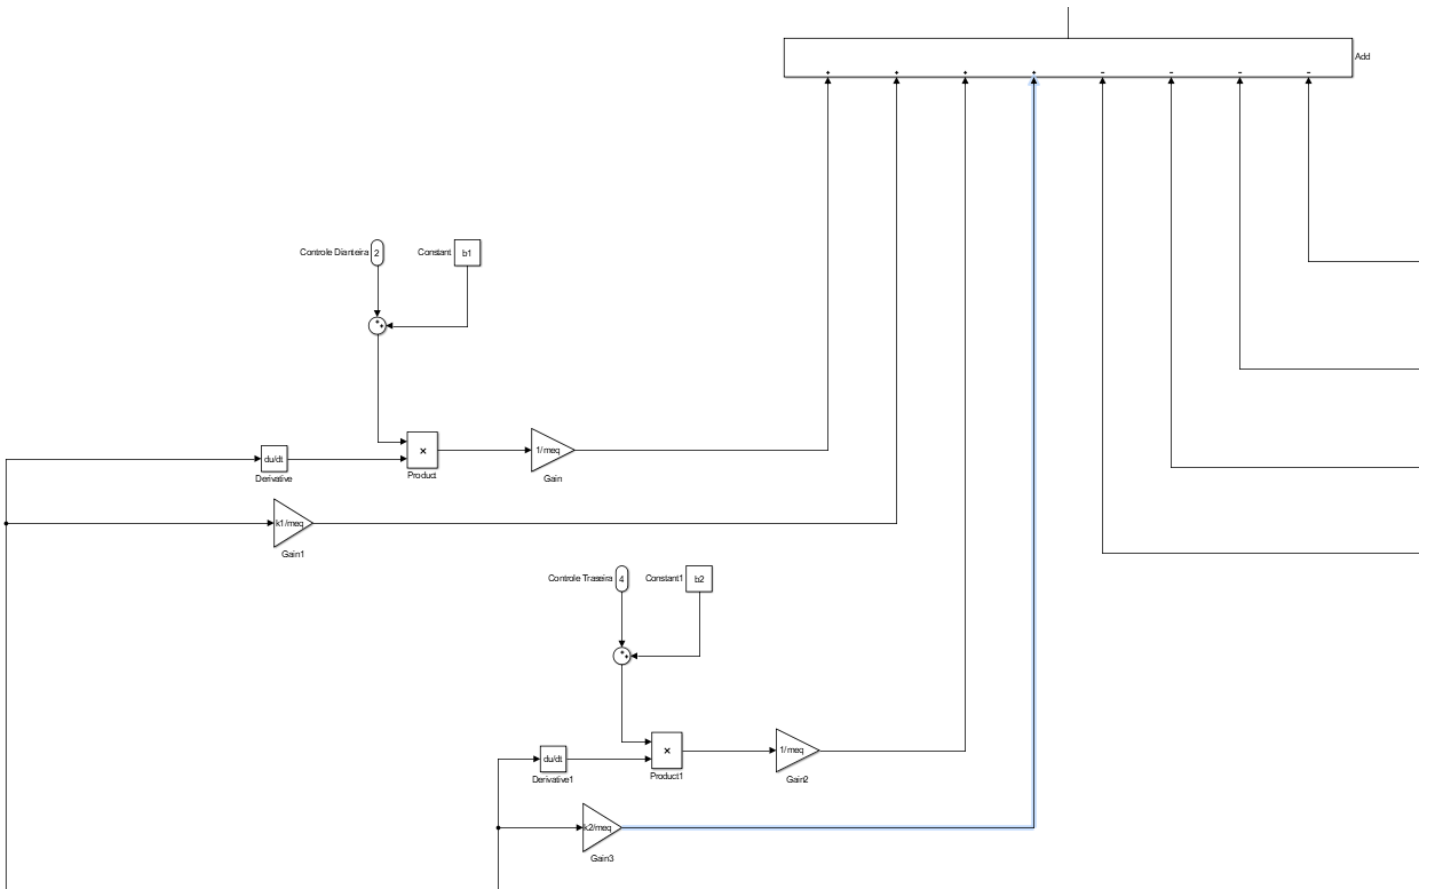 Add
Controle Dianteira
2
Constant
b1
du/dt
Derivative
×
Product
1/meq
Gain
k1/meq
Gain1
Controle Traseira
4
Constant1
b2
du/dt
Derivative1
×
Product1
1/meq
Gain2
k2/meq
Gain3